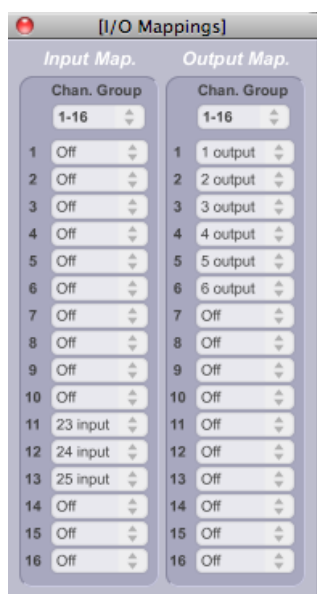 [I/O Mappings]
Input Map. Output Map.
Chan. Group Chan. Group
1-16 1-16
1 Off 1 1 output
2 Off 2 2 output
3 Off 3 3 output
4 Off 4 4 output
5 Off 5 5 output
6 Off 6 6 output
7 Off 7 Off
8 Off 8 Off
9 Off 9 Off
10 Off 10 Off
11 23 input 11 Off
12 24 input 12 Off
13 25 input 13 Off
14 Off 14 Off
15 Off 15 Off
16 Off 16 Off